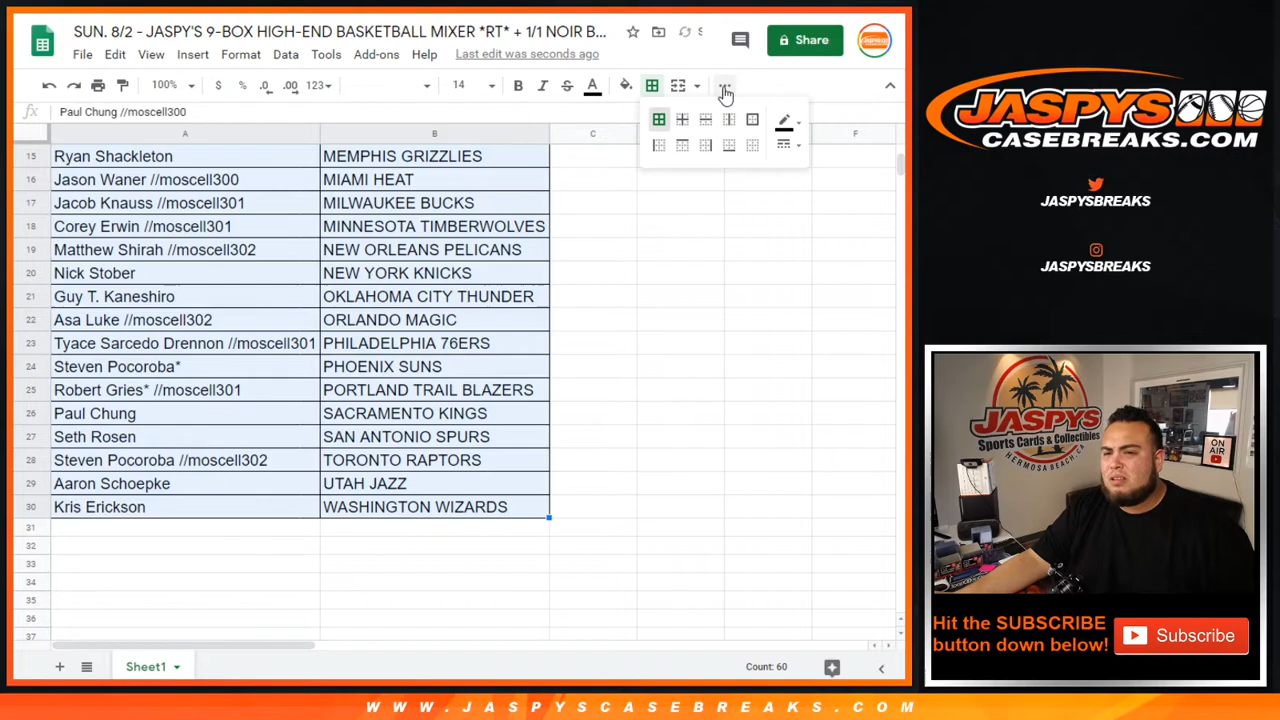 SUN. 8/2 - JASPY'S 9-BOX HIGH-END BASKETBALL MIXER *RT* + 1/1 NOIR B...
File Edit View Insert Format Data Tools Add-ons Help Last edit was seconds ago
Share
100% $ % .0 .00 123 14 B I S A
fx Paul Chung //moscell300
A B C D E F
15 Ryan Shackleton MEMPHIS GRIZZLIES
16 Jason Waner //moscell300 MIAMI HEAT
17 Jacob Knauss //moscell301 MILWAUKEE BUCKS
18 Corey Erwin //moscell301 MINNESOTA TIMBERWOLVES
19 Matthew Shirah //moscell302 NEW ORLEANS PELICANS
20 Nick Stober NEW YORK KNICKS
21 Guy T. Kaneshiro OKLAHOMA CITY THUNDER
22 Asa Luke //moscell302 ORLANDO MAGIC
23 Tyace Sarcedo Drennon //moscell301 PHILADELPHIA 76ERS
24 Steven Pocoroba* PHOENIX SUNS
25 Robert Gries* //moscell301 PORTLAND TRAIL BLAZERS
26 Paul Chung SACRAMENTO KINGS
27 Seth Rosen SAN ANTONIO SPURS
28 Steven Pocoroba //moscell302 TORONTO RAPTORS
29 Aaron Schoepke UTAH JAZZ
30 Kris Erickson WASHINGTON WIZARDS
31
32
33
34
35
36
37
Sheet1
Count: 60
JASPYS
CASEBREAKS.COM
JASPYSBREAKS
JASPYSBREAKS
JASPYS
Sports Cards & Collectibles
HERMOSA BEACH, CA
ON AIR
Hit the SUBSCRIBE
button down below!
Subscribe
WWW.JASPYSCASEBREAKS.COM